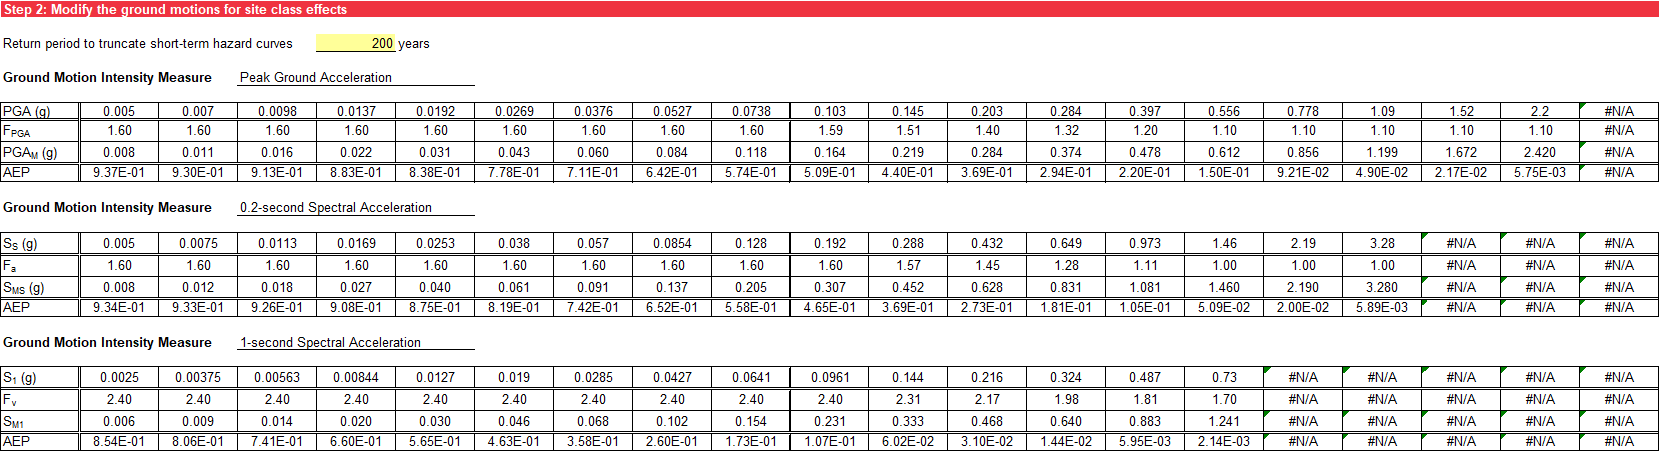 Step 2: Modify the ground motions for site class effects
Return period to truncate short-term hazard curves 200 years
Ground Motion Intensity Measure Peak Ground Acceleration
PGA (g) 0.005 0.007 0.0098 0.0137 0.0192 0.0269 0.0376 0.0527 0.0738 0.103 0.145 0.203 0.284 0.397 0.556 0.778 1.09 1.52 2.2 #N/A
FPGA 1.60 1.60 1.60 1.60 1.60 1.60 1.60 1.60 1.60 1.59 1.51 1.40 1.32 1.20 1.10 1.10 1.10 1.10 1.10 #N/A
PGAM (g) 0.008 0.011 0.016 0.022 0.031 0.043 0.060 0.084 0.118 0.164 0.219 0.284 0.374 0.478 0.612 0.856 1.199 1.672 2.420 #N/A
AEP 9.37E-01 9.30E-01 9.13E-01 8.83E-01 8.38E-01 7.78E-01 7.11E-01 6.42E-01 5.74E-01 5.09E-01 4.40E-01 3.69E-01 2.94E-01 2.20E-01 1.50E-01 9.21E-02 4.90E-02 2.17E-02 5.75E-03 #N/A
Ground Motion Intensity Measure 0.2-second Spectral Acceleration
SS (g) 0.005 0.0075 0.0113 0.0169 0.0253 0.038 0.057 0.0854 0.128 0.192 0.288 0.432 0.649 0.973 1.46 2.19 3.28 #N/A #N/A #N/A
Fa 1.60 1.60 1.60 1.60 1.60 1.60 1.60 1.60 1.60 1.60 1.57 1.45 1.28 1.11 1.00 1.00 1.00 #N/A #N/A #N/A
SMS (g) 0.008 0.012 0.018 0.027 0.040 0.061 0.091 0.137 0.205 0.307 0.452 0.628 0.831 1.081 1.460 2.190 3.280 #N/A #N/A #N/A
AEP 9.34E-01 9.33E-01 9.26E-01 9.08E-01 8.75E-01 8.19E-01 7.42E-01 6.52E-01 5.58E-01 4.65E-01 3.69E-01 2.73E-01 1.81E-01 1.05E-01 5.09E-02 2.00E-02 5.89E-03 #N/A #N/A #N/A
Ground Motion Intensity Measure 1-second Spectral Acceleration
S1 (g) 0.0025 0.00375 0.00563 0.00844 0.0127 0.019 0.0285 0.0427 0.0641 0.0961 0.144 0.216 0.324 0.487 0.73 #N/A #N/A #N/A #N/A #N/A
Fv 2.40 2.40 2.40 2.40 2.40 2.40 2.40 2.40 2.40 2.40 2.31 2.17 1.98 1.81 1.70 #N/A #N/A #N/A #N/A #N/A
SM1 0.006 0.009 0.014 0.020 0.030 0.046 0.068 0.102 0.154 0.231 0.333 0.468 0.640 0.883 1.241 #N/A #N/A #N/A #N/A #N/A
AEP 8.54E-01 8.06E-01 7.41E-01 6.60E-01 5.65E-01 4.63E-01 3.58E-01 2.60E-01 1.73E-01 1.07E-01 6.02E-02 3.10E-02 1.44E-02 5.95E-03 2.14E-03 #N/A #N/A #N/A #N/A #N/A